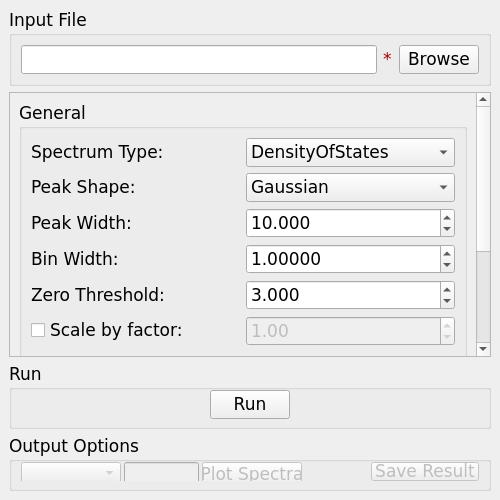 Input File
* Browse
General
Spectrum Type: DensityOfStates
Peak Shape: Gaussian
Peak Width: 10.000
Bin Width: 1.00000
Zero Threshold: 3.000
Scale by factor: 1.00
Run
Run
Output Options
Plot Spectra Save Result